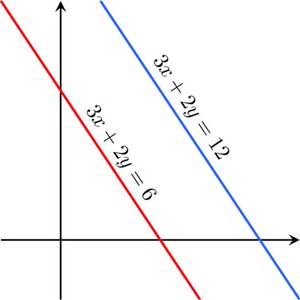 3x + 2y = 6
3x + 2y = 12